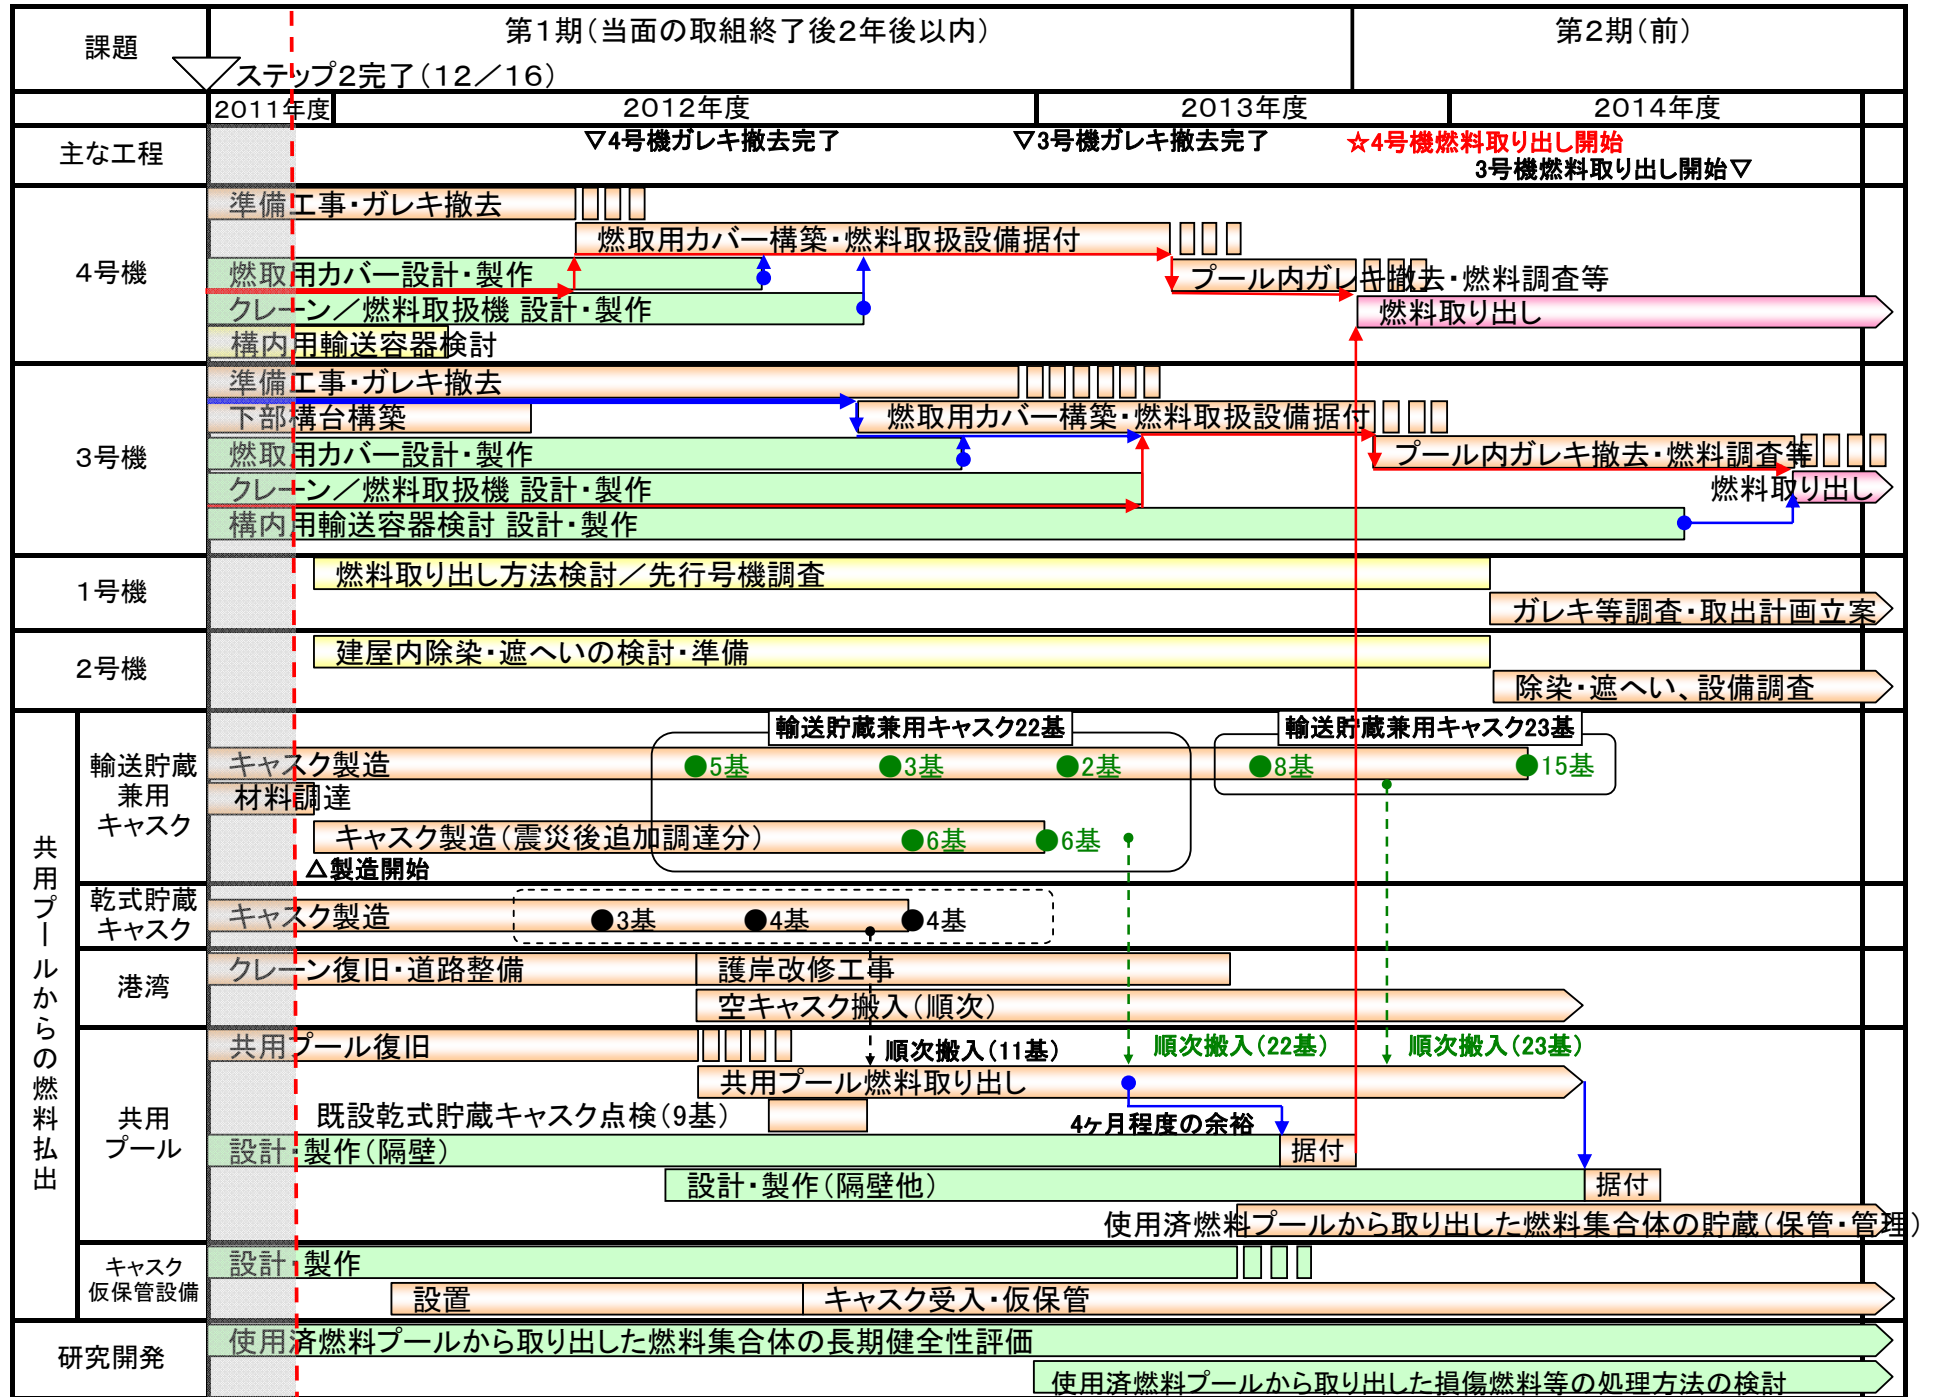 課題
第1期(当面の取組終了後2年後以内)
第2期(前)
ステップ2完了(12/16)
2011年度
2012年度
2013年度
2014年度
主な工程
▽4号機ガレキ撤去完了
▽3号機ガレキ撤去完了
☆4号機燃料取り出し開始
3号機燃料取り出し開始▽
4号機
準備工事・ガレキ撤去
燃取用カバー構築・燃料取扱設備据付
燃取用カバー設計・製作
プール内ガレキ撤去・燃料調査等
クレーン/燃料取扱機 設計・製作
燃料取り出し
構内用輸送容器検討
3号機
準備工事・ガレキ撤去
下部構台構築
燃取用カバー構築・燃料取扱設備据付
燃取用カバー設計・製作
プール内ガレキ撤去・燃料調査等
クレーン/燃料取扱機 設計・製作
燃料取り出し
構内用輸送容器検討 設計・製作
1号機
燃料取り出し方法検討/先行号機調査
ガレキ等調査・取出計画立案
2号機
建屋内除染・遮へいの検討・準備
除染・遮へい、設備調査
共用プールからの燃料払出
輸送貯蔵
兼用
キャスク
輸送貯蔵兼用キャスク22基
輸送貯蔵兼用キャスク23基
キャスク製造
●5基
●3基
●2基
●8基
●15基
材料調達
キャスク製造(震災後追加調達分)
●6基
●6基
△製造開始
乾式貯蔵
キャスク
キャスク製造
●3基
●4基
●4基
港湾
クレーン復旧・道路整備
護岸改修工事
空キャスク搬入(順次)
共用
プール
共用プール復旧
順次搬入(11基)
順次搬入(22基)
順次搬入(23基)
共用プール燃料取り出し
既設乾式貯蔵キャスク点検(9基)
4ヶ月程度の余裕
設計・製作(隔壁)
据付
設計・製作(隔壁他)
据付
使用済燃料プールから取り出した燃料集合体の貯蔵(保管・管理)
キャスク
仮保管設備
設計・製作
設置
キャスク受入・仮保管
研究開発
使用済燃料プールから取り出した燃料集合体の長期健全性評価
使用済燃料プールから取り出した損傷燃料等の処理方法の検討